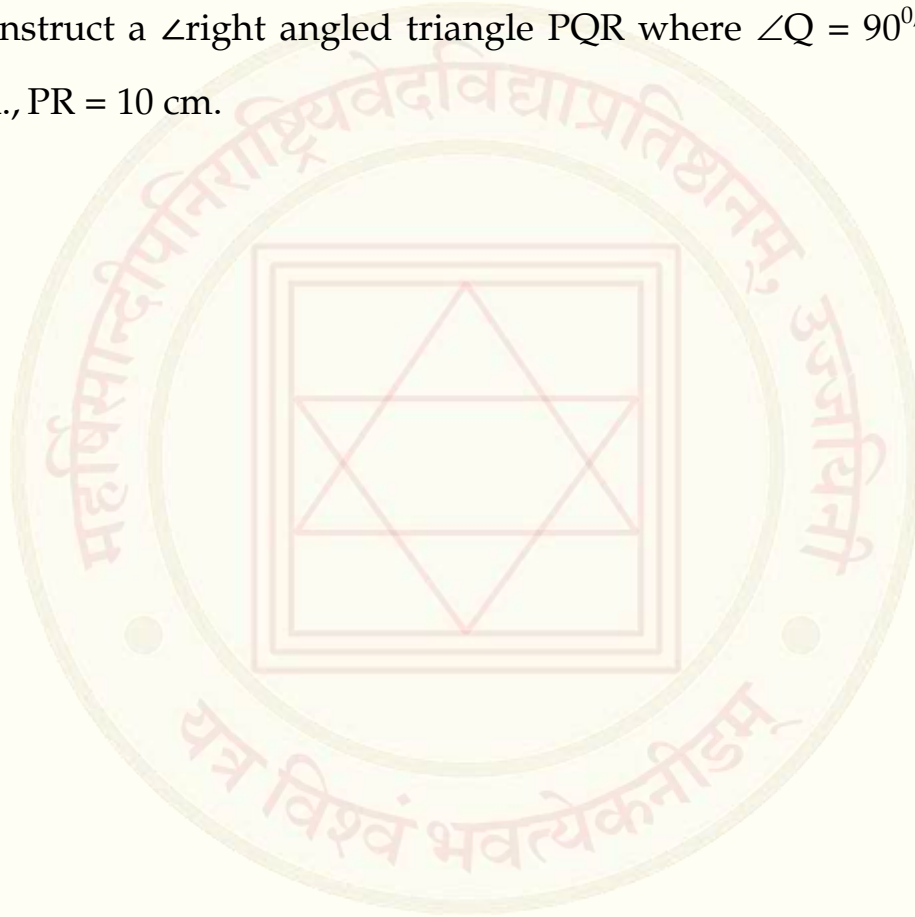 nstruct a ∠right angled triangle PQR where ∠Q = 90⁰,
., PR = 10 cm.
महर्षिसान्दीपनिराष्ट्रियवेदविद्याप्रतिष्ठानम्, उज्जयिनी
यत्र विश्वं भवत्येकनीडम्